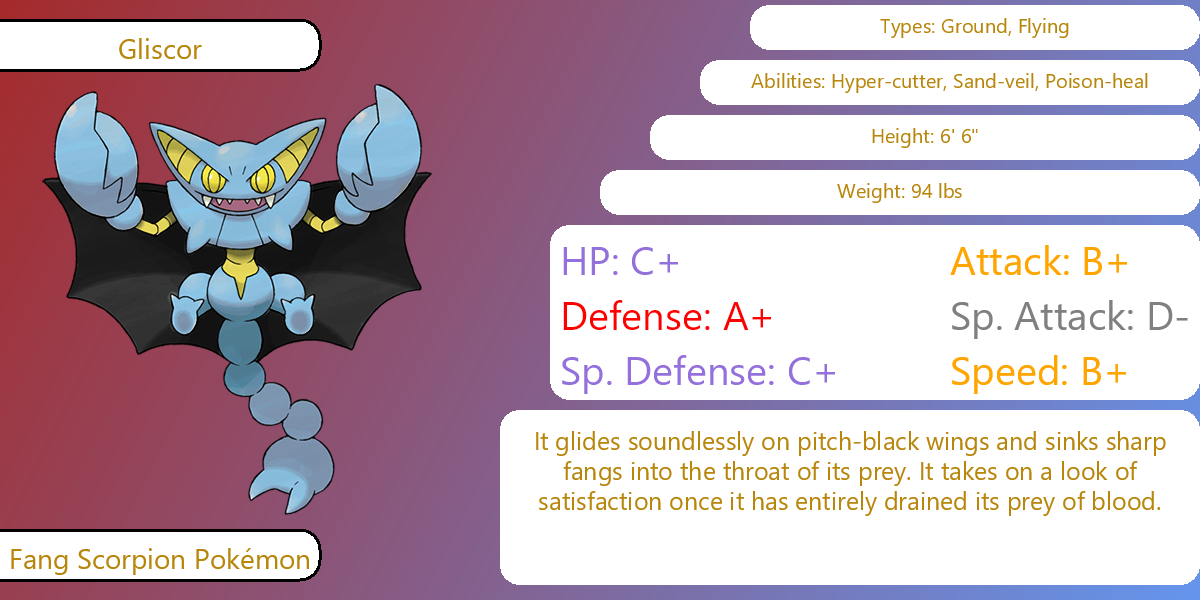 Gliscor
Types: Ground, Flying
Abilities: Hyper-cutter, Sand-veil, Poison-heal
Height: 6' 6"
Weight: 94 lbs
HP: C+
Attack: B+
Defense: A+
Sp. Attack: D-
Sp. Defense: C+
Speed: B+
It glides soundlessly on pitch-black wings and sinks sharp
fangs into the throat of its prey. It takes on a look of
satisfaction once it has entirely drained its prey of blood.
Fang Scorpion Pokémon